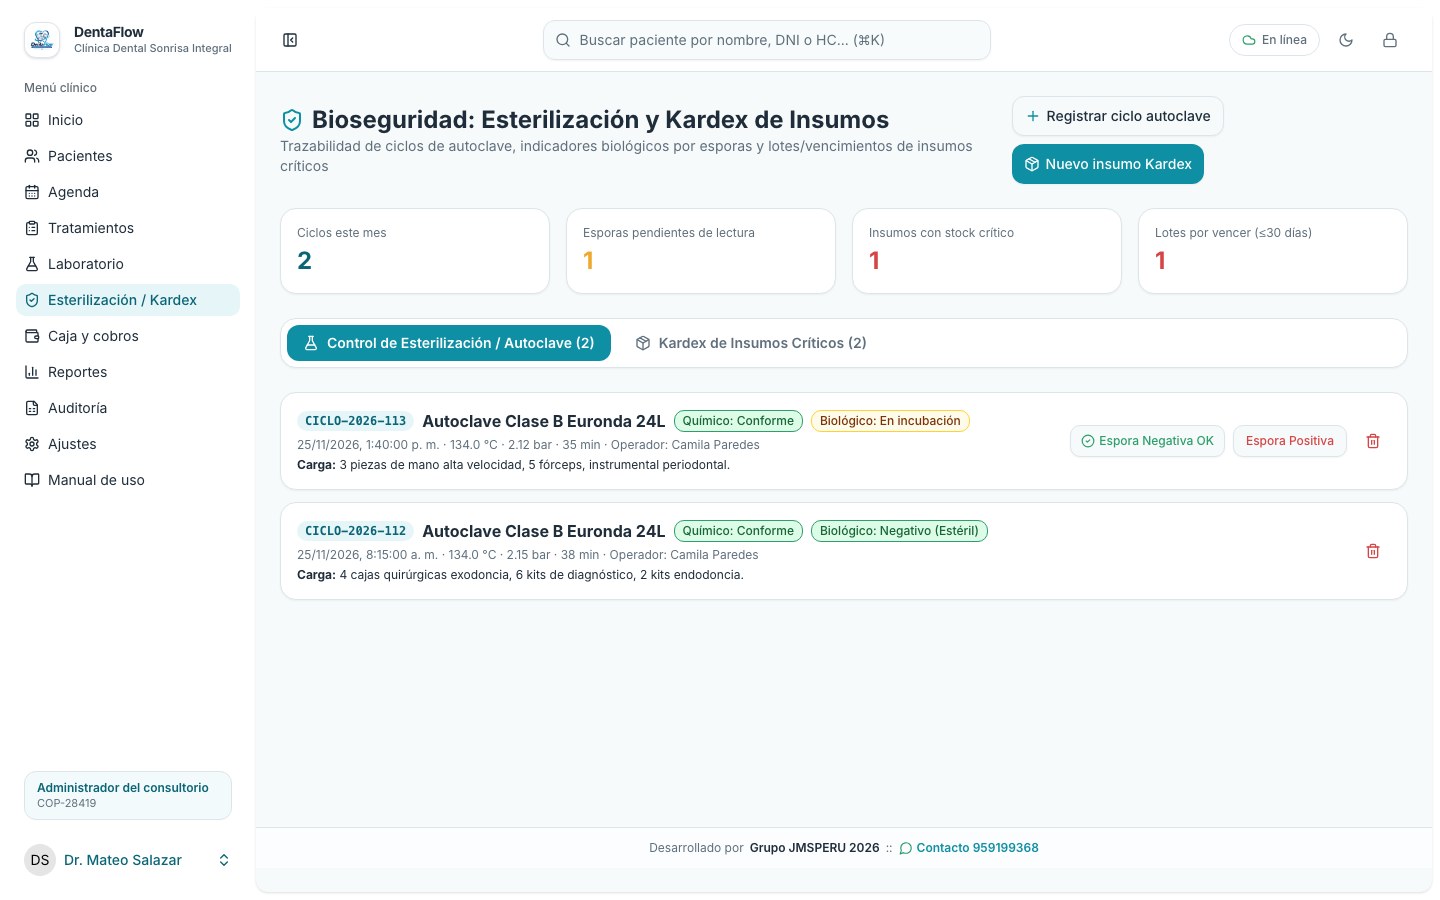 DentaFlow
Clínica Dental Sonrisa Integral
Menú clínico
Inicio
Pacientes
Agenda
Tratamientos
Laboratorio
Esterilización / Kardex
Caja y cobros
Reportes
Auditoría
Ajustes
Manual de uso
Administrador del consultorio
COP-28419
DS Dr. Mateo Salazar
Buscar paciente por nombre, DNI o HC... (⌘K)
En línea
Bioseguridad: Esterilización y Kardex de Insumos
Trazabilidad de ciclos de autoclave, indicadores biológicos por esporas y lotes/vencimientos de insumos
críticos
Registrar ciclo autoclave
Nuevo insumo Kardex
Ciclos este mes
2
Esporas pendientes de lectura
1
Insumos con stock crítico
1
Lotes por vencer (≤30 días)
1
Control de Esterilización / Autoclave (2)
Kardex de Insumos Críticos (2)
CICLO-2026-113 Autoclave Clase B Euronda 24L Químico: Conforme Biológico: En incubación
25/11/2026, 1:40:00 p. m. · 134.0 °C · 2.12 bar · 35 min · Operador: Camila Paredes
Carga: 3 piezas de mano alta velocidad, 5 fórceps, instrumental periodontal.
Espora Negativa OK
Espora Positiva
CICLO-2026-112 Autoclave Clase B Euronda 24L Químico: Conforme Biológico: Negativo (Estéril)
25/11/2026, 8:15:00 a. m. · 134.0 °C · 2.15 bar · 38 min · Operador: Camila Paredes
Carga: 4 cajas quirúrgicas exodoncia, 6 kits de diagnóstico, 2 kits endodoncia.
Desarrollado por Grupo JMSPERU 2026 :: Contacto 959199368